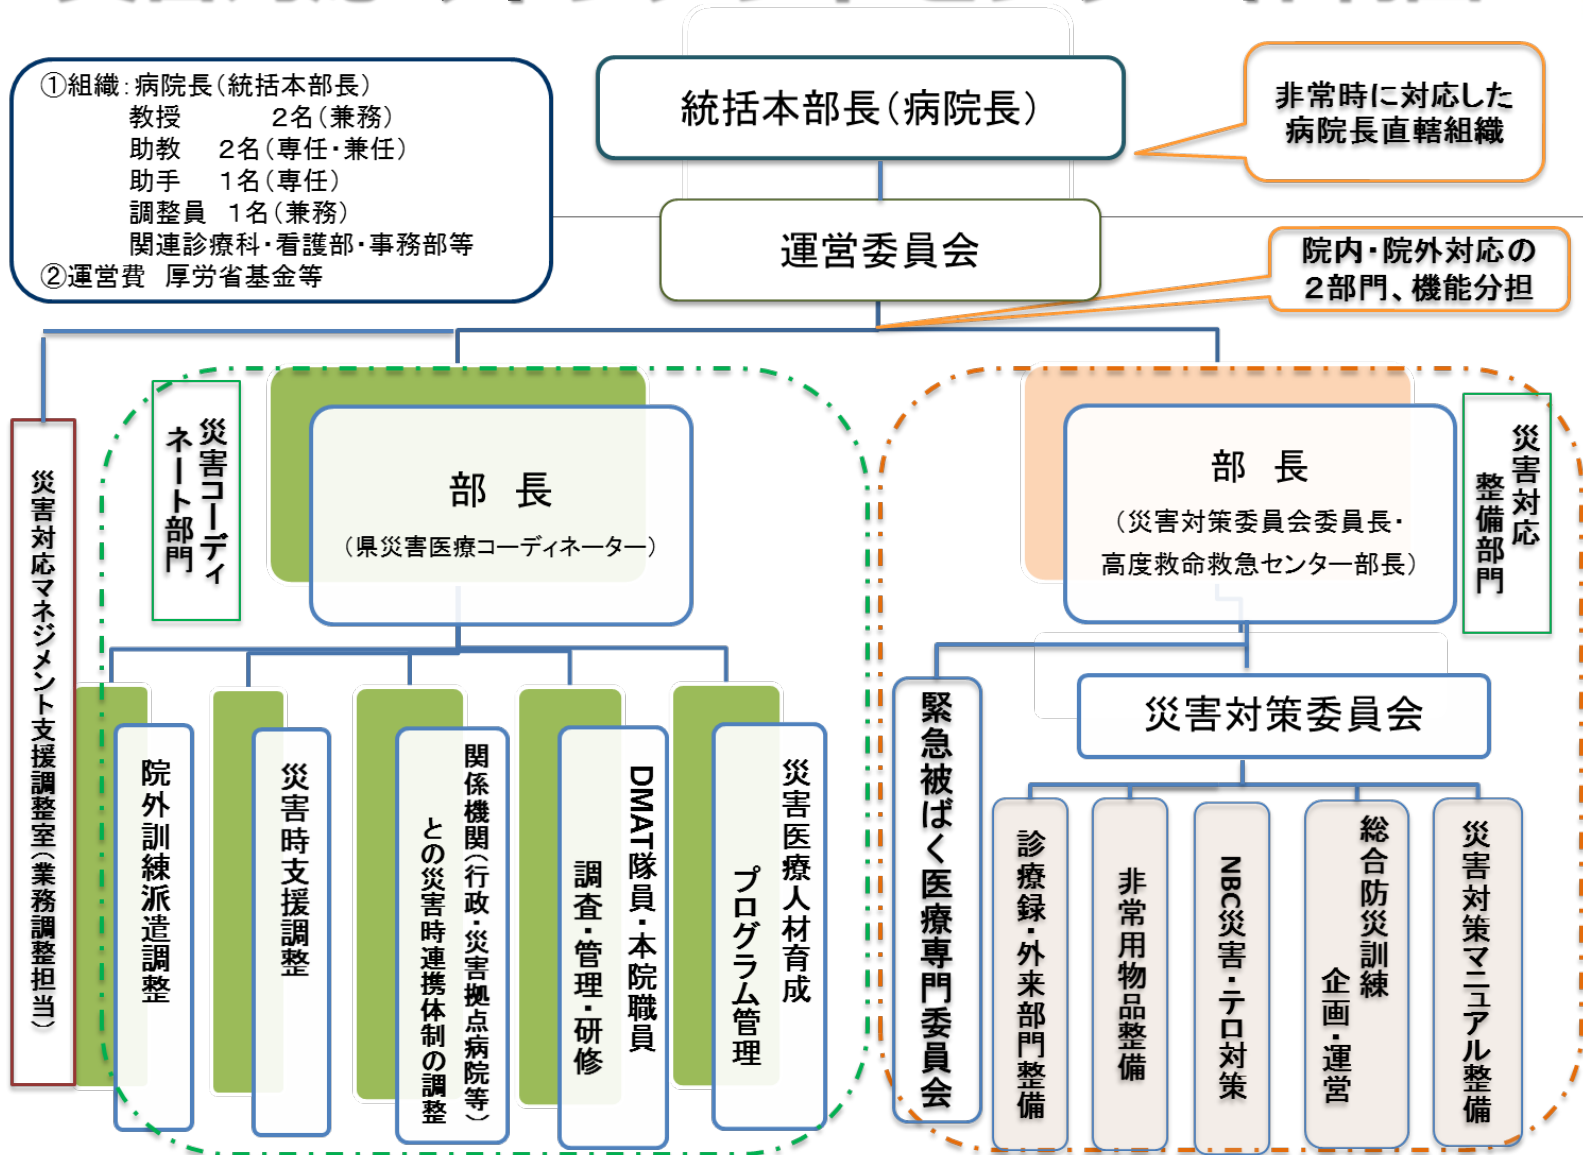 ①組織：病院長（統括本部長）
教授　2名（兼務）
助教　2名（専任・兼任）
助手　1名（専任）
調整員　1名（兼務）
関連診療科・看護部・事務部等
②運営費　厚労省基金等
統括本部長（病院長）
非常時に対応した
病院長直轄組織
運営委員会
院内・院外対応の
２部門、機能分担
災害対応マネジメント支援調整室（業務調整担当）
災害コーディ
ネート部門
部　長
（県災害医療コーディネーター）
院外訓練派遣調整
災害時支援調整
関係機関（行政・災害拠点病院等）
との災害時連携体制の調整
DMAT隊員・本院職員
調査・管理・研修
災害医療人材育成
プログラム管理
災害対応
整備部門
部　長
（災害対策委員会委員長・
高度救命救急センター部長）
緊急被ばく医療専門委員会
災害対策委員会
診療録・外来部門整備
非常用物品整備
NBC災害・テロ対策
総合防災訓練
企画・運営
災害対策マニュアル整備